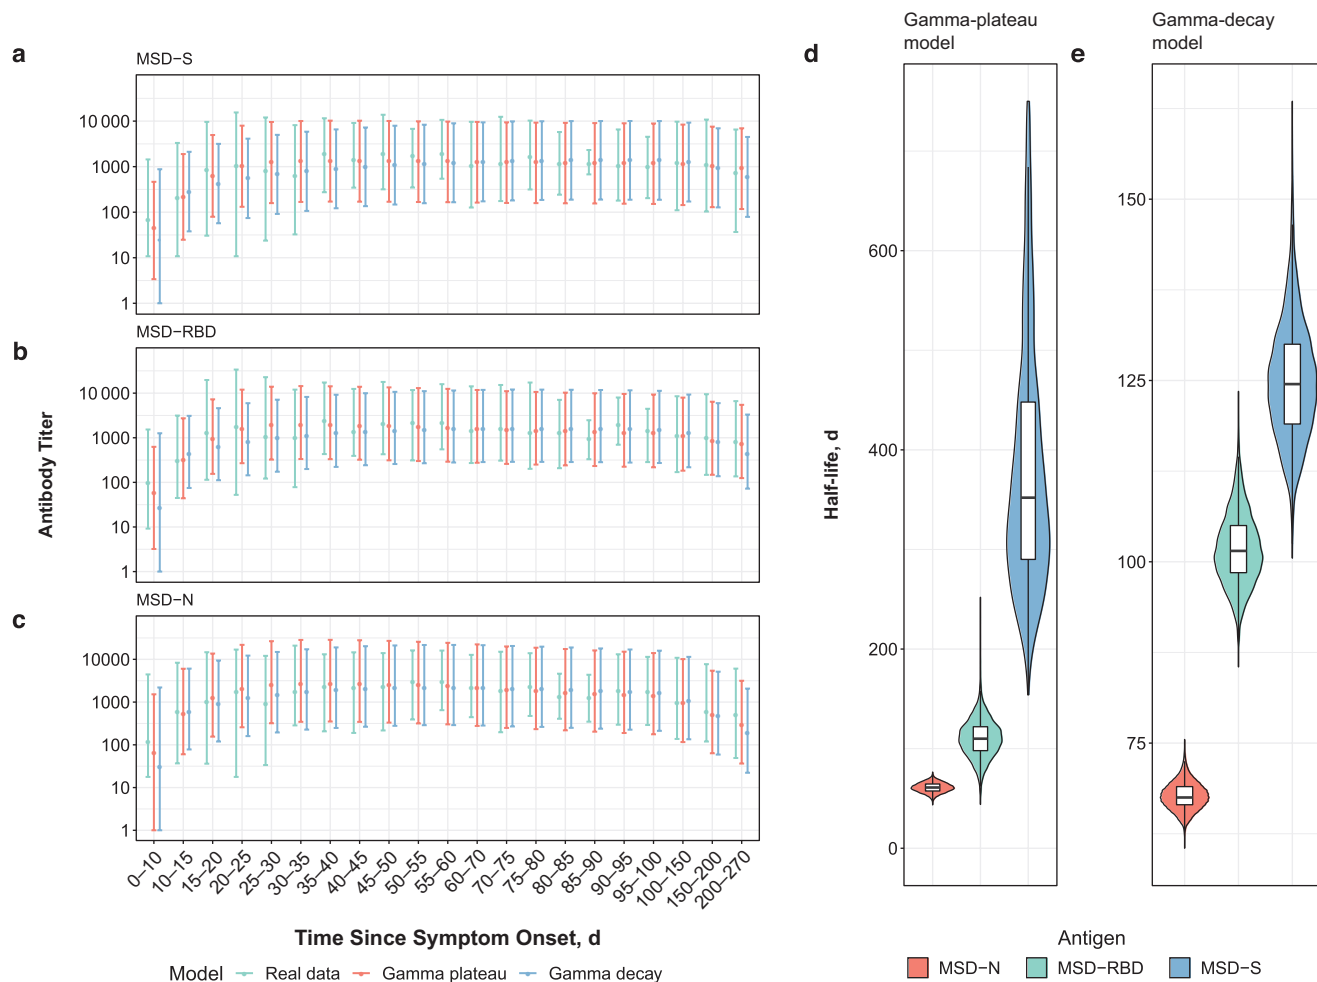 a
MSD−S
10 000
1000
100
10
1
b
MSD−RBD
10 000
1000
100
10
1
c
MSD−N
10000
1000
100
10
1
Antibody Titer
0–10
10–15
15–20
20–25
25–30
30–35
35–40
40–45
45–50
50–55
55–60
60–70
70–75
75–80
80–85
85–90
90–95
95–100
100–150
150–200
200–270
Time Since Symptom Onset, d
Model Real data Gamma plateau Gamma decay
d
Gamma-plateau
model
600
400
200
0
Half-life, d
e
Gamma-decay
model
150
125
100
75
Antigen
MSD−N MSD−RBD MSD−S